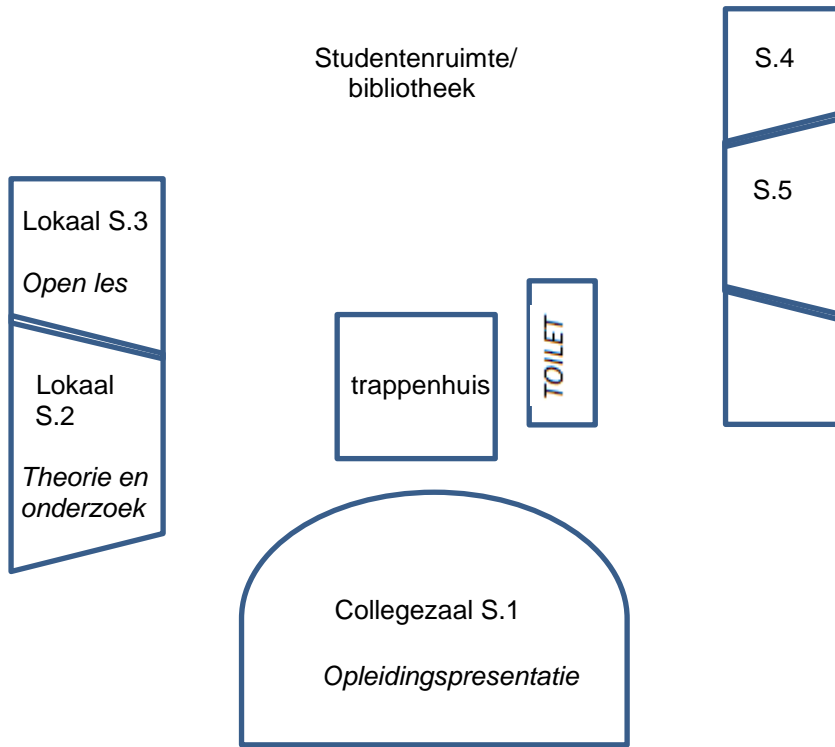 Studentenruimte/
bibliotheek
S.4
S.5
Lokaal S.3
Open les
Lokaal
S.2
Theorie en
onderzoek
trappenhuis
TOILET
Collegezaal S.1
Opleidingspresentatie